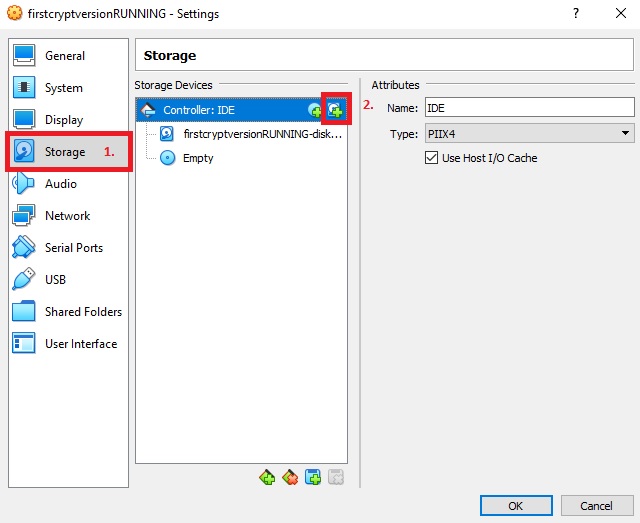 firstcryptversionRUNNING - Settings
? ×
General
System
Display
Storage 1.
Audio
Network
Serial Ports
USB
Shared Folders
User Interface
Storage
Storage Devices
Controller: IDE
firstcryptversionRUNNING-disk...
Empty
2.
Attributes
Name: IDE
Type: PIIX4
Use Host I/O Cache
OK
Cancel